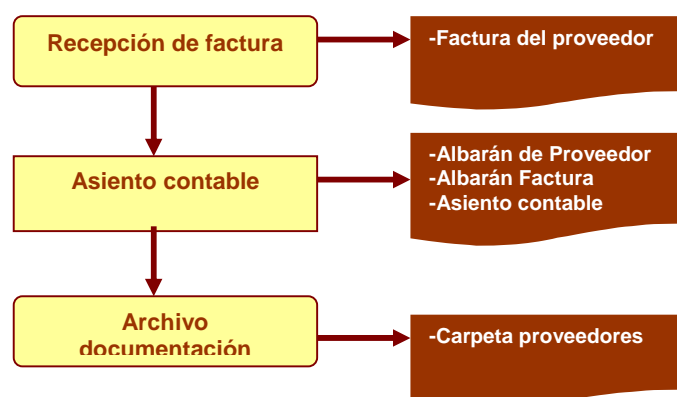 Recepción de factura
-Factura del proveedor
Asiento contable
-Albarán de Proveedor
-Albarán Factura
-Asiento contable
Archivo
documentación
-Carpeta proveedores